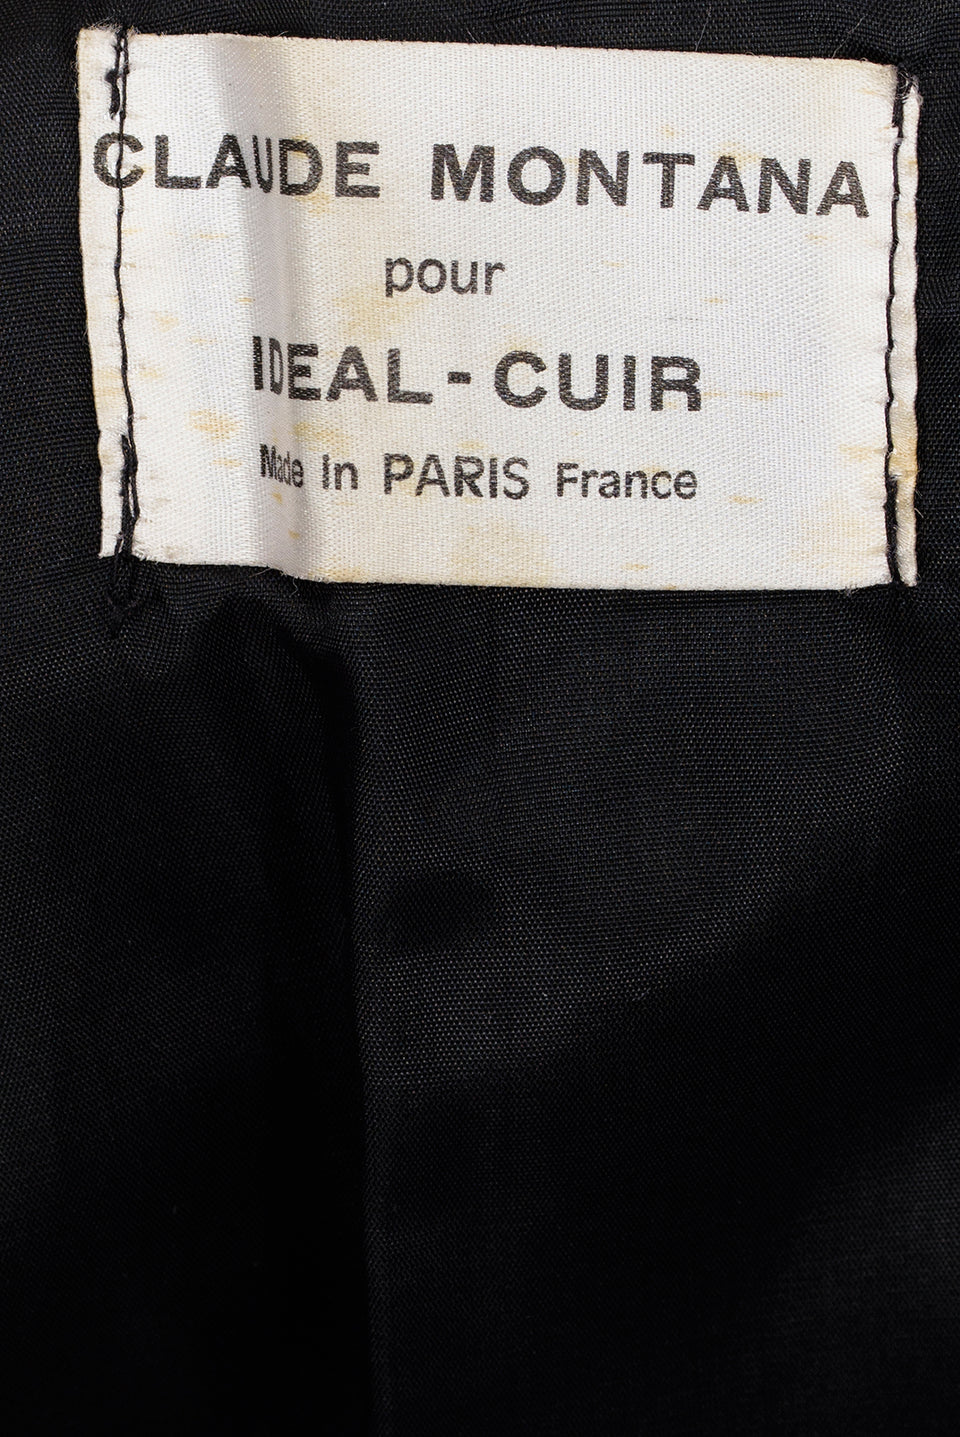 CLAUDE MONTANA
pour
IDEAL-CUIR
Made In PARIS France